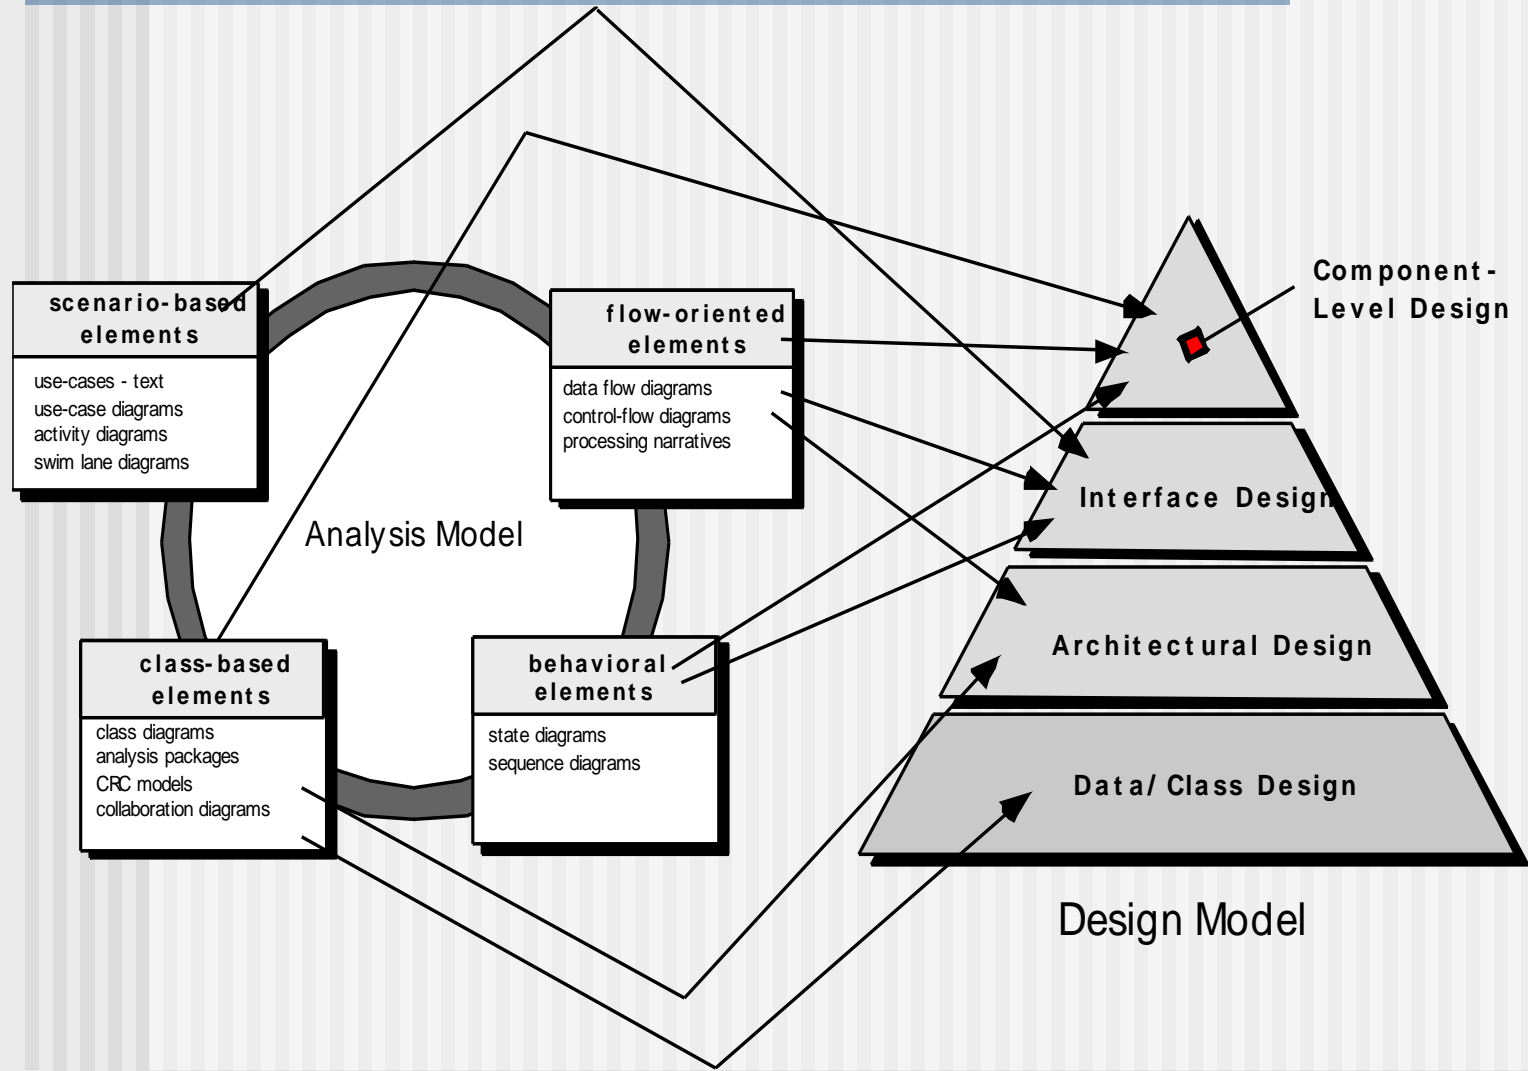 scenario-based
elements
use-cases - text
use-case diagrams
activity diagrams
swim lane diagrams
flow-oriented
elements
data flow diagrams
control-flow diagrams
processing narratives
Analysis Model
class-based
elements
class diagrams
analysis packages
CRC models
collaboration diagrams
behavioral
elements
state diagrams
sequence diagrams
Component-
Level Design
Interface Design
Architectural Design
Data/ Class Design
Design Model